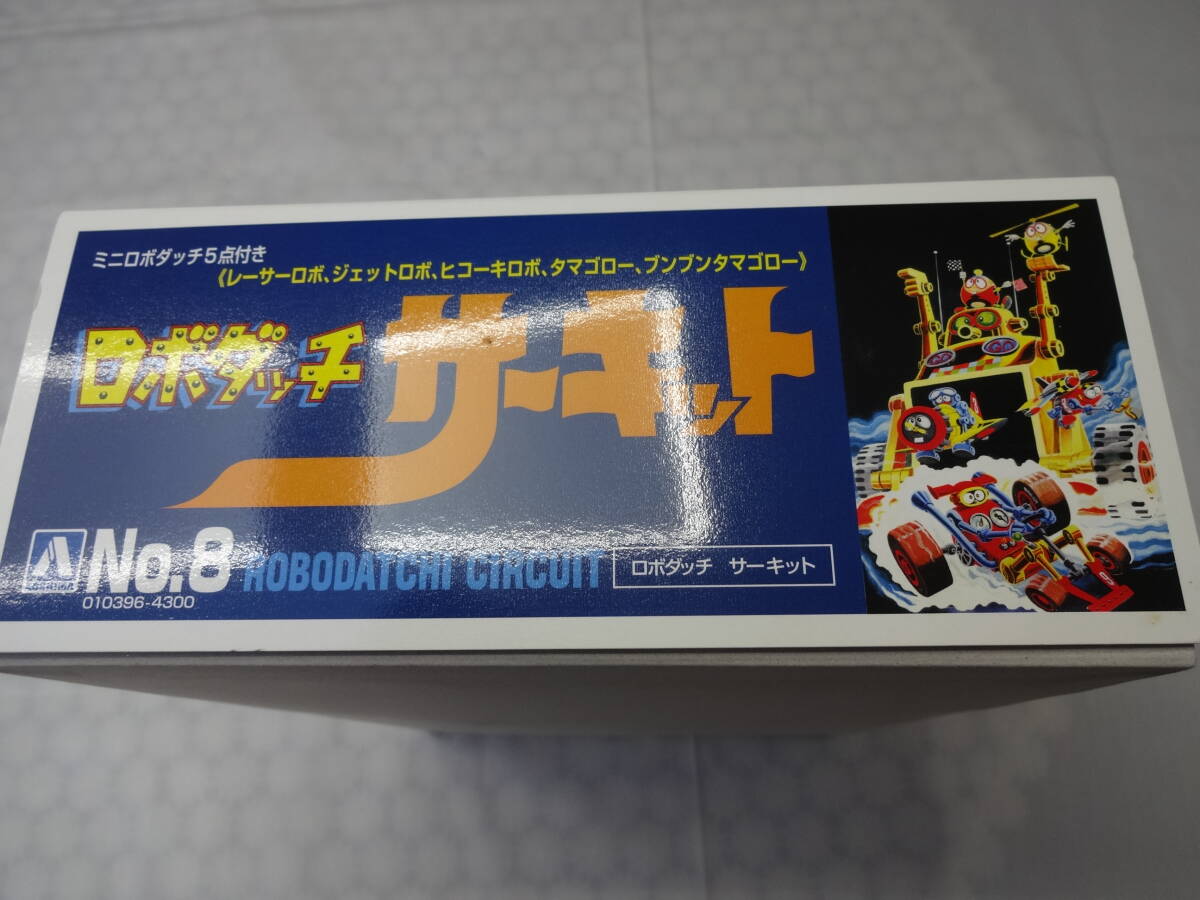 ミニロボダッチ5点付き
《レーサーロボ、ジェットロボ、ヒコーキロボ、タマゴロー、ブンブンタマゴロー》
ロボダッチ サーキット
AOSHIMA No.8 ROBODATCHI CIRCUIT ロボダッチ サーキット
010396-4300